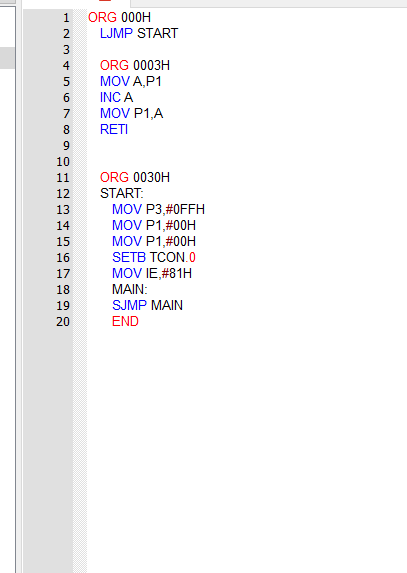 1 ORG 000H
2 LJMP START
3
4 ORG 0003H
5 MOV A,P1
6 INC A
7 MOV P1,A
8 RETI
9
10
11 ORG 0030H
12 START:
13 MOV P3,#0FFH
14 MOV P1,#00H
15 MOV P1,#00H
16 SETB TCON.0
17 MOV IE,#81H
18 MAIN:
19 SJMP MAIN
20 END